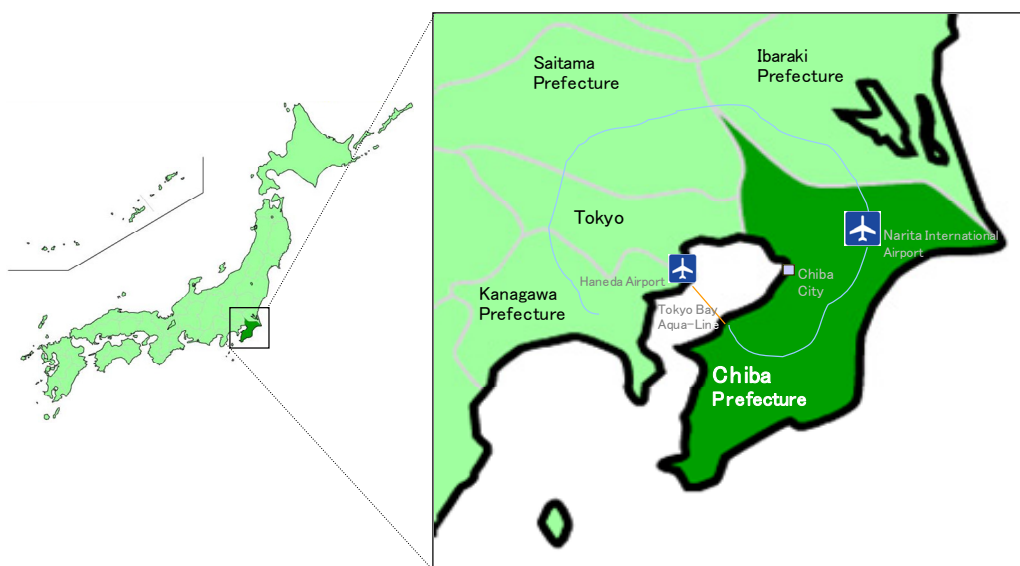 Saitama
Prefecture
Ibaraki
Prefecture
Tokyo
Narita International
Airport
Haneda Airport
Chiba
City
Kanagawa
Prefecture
Tokyo Bay
Aqua-Line
Chiba
Prefecture